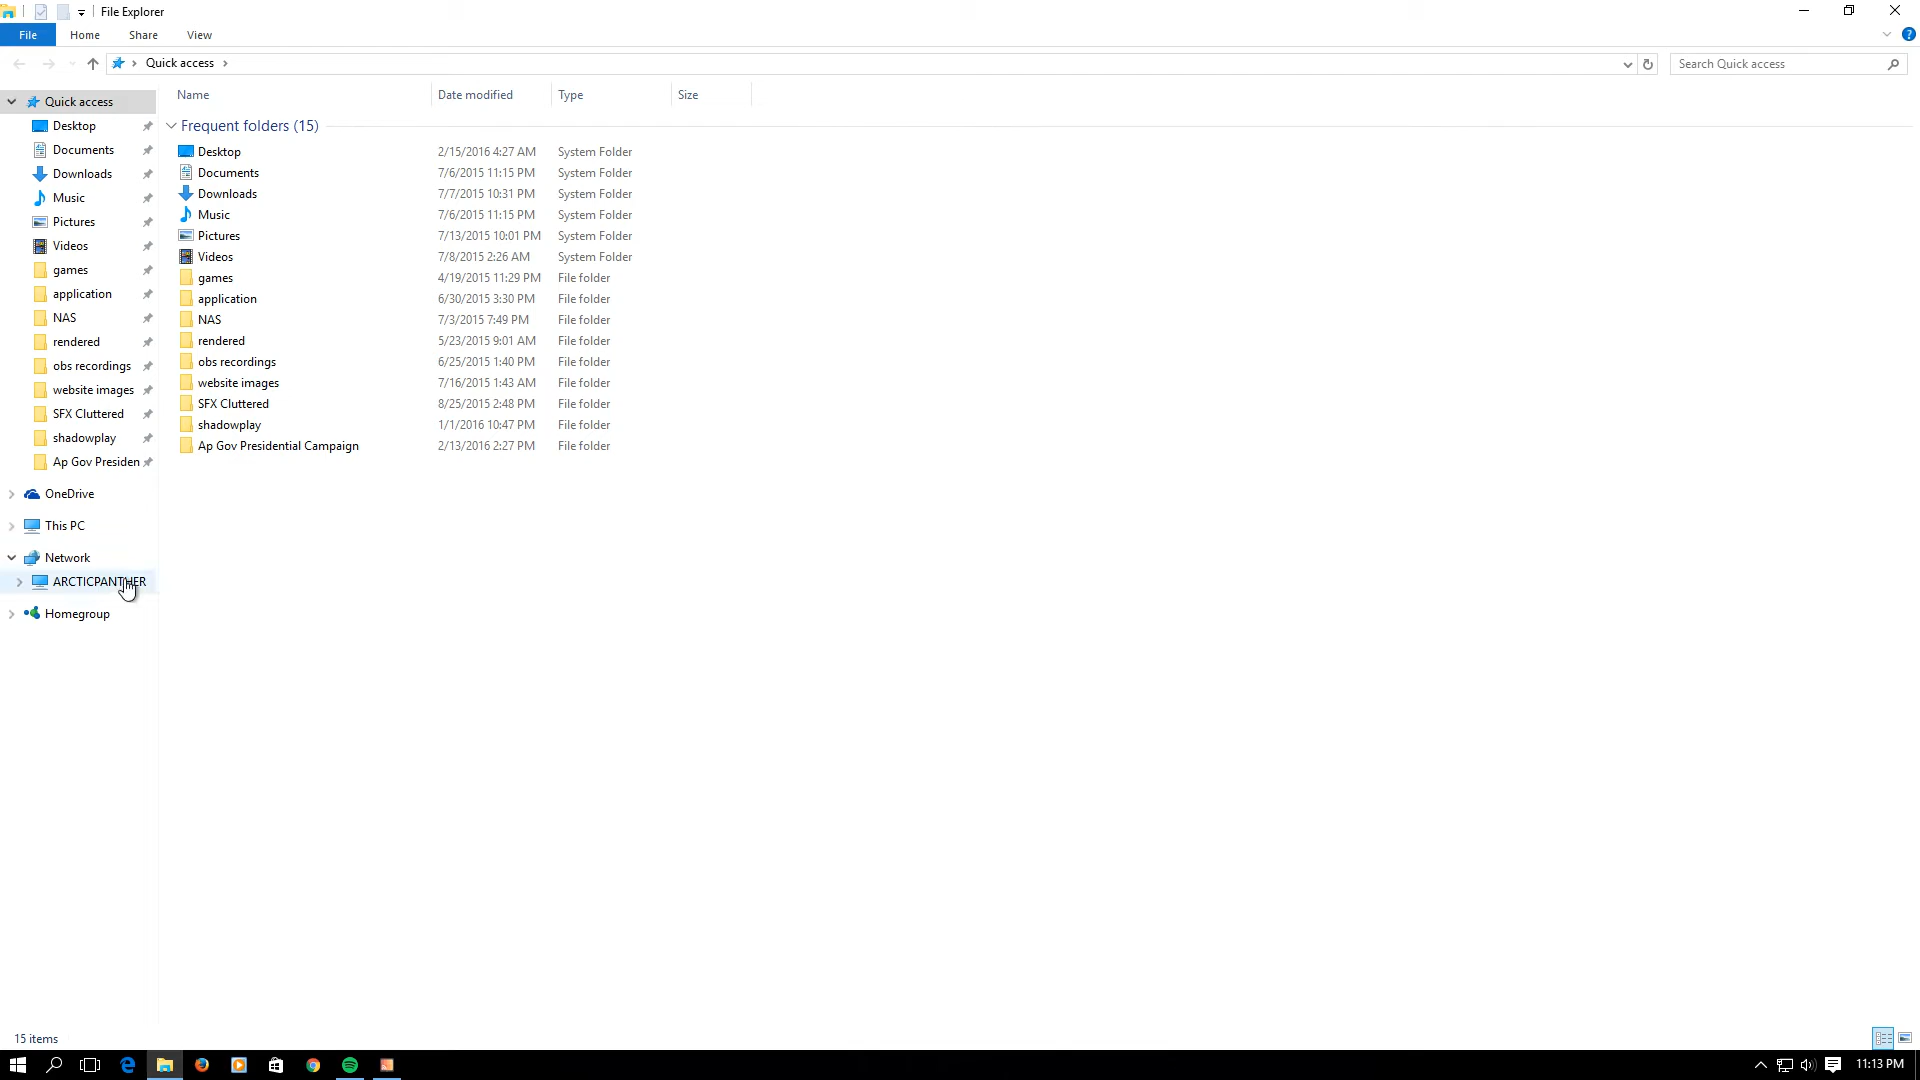 File Explorer
File Home Share View
Quick access
Search Quick access
Name Date modified Type Size
Quick access
Desktop
Documents
Downloads
Music
Pictures
Videos
games
application
NAS
rendered
obs recordings
website images
SFX Cluttered
shadowplay
Ap Gov Presiden
OneDrive
This PC
Network
ARCTICPANTHER
Homegroup
Frequent folders (15)
Desktop 2/15/2016 4:27 AM System Folder
Documents 7/6/2015 11:15 PM System Folder
Downloads 7/7/2015 10:31 PM System Folder
Music 7/6/2015 11:15 PM System Folder
Pictures 7/13/2015 10:01 PM System Folder
Videos 7/8/2015 2:26 AM System Folder
games 4/19/2015 11:29 PM File folder
application 6/30/2015 3:30 PM File folder
NAS 7/3/2015 7:49 PM File folder
rendered 5/23/2015 9:01 AM File folder
obs recordings 6/25/2015 1:40 PM File folder
website images 7/16/2015 1:43 AM File folder
SFX Cluttered 8/25/2015 2:48 PM File folder
shadowplay 1/1/2016 10:47 PM File folder
Ap Gov Presidential Campaign 2/13/2016 2:27 PM File folder
15 items
11:13 PM